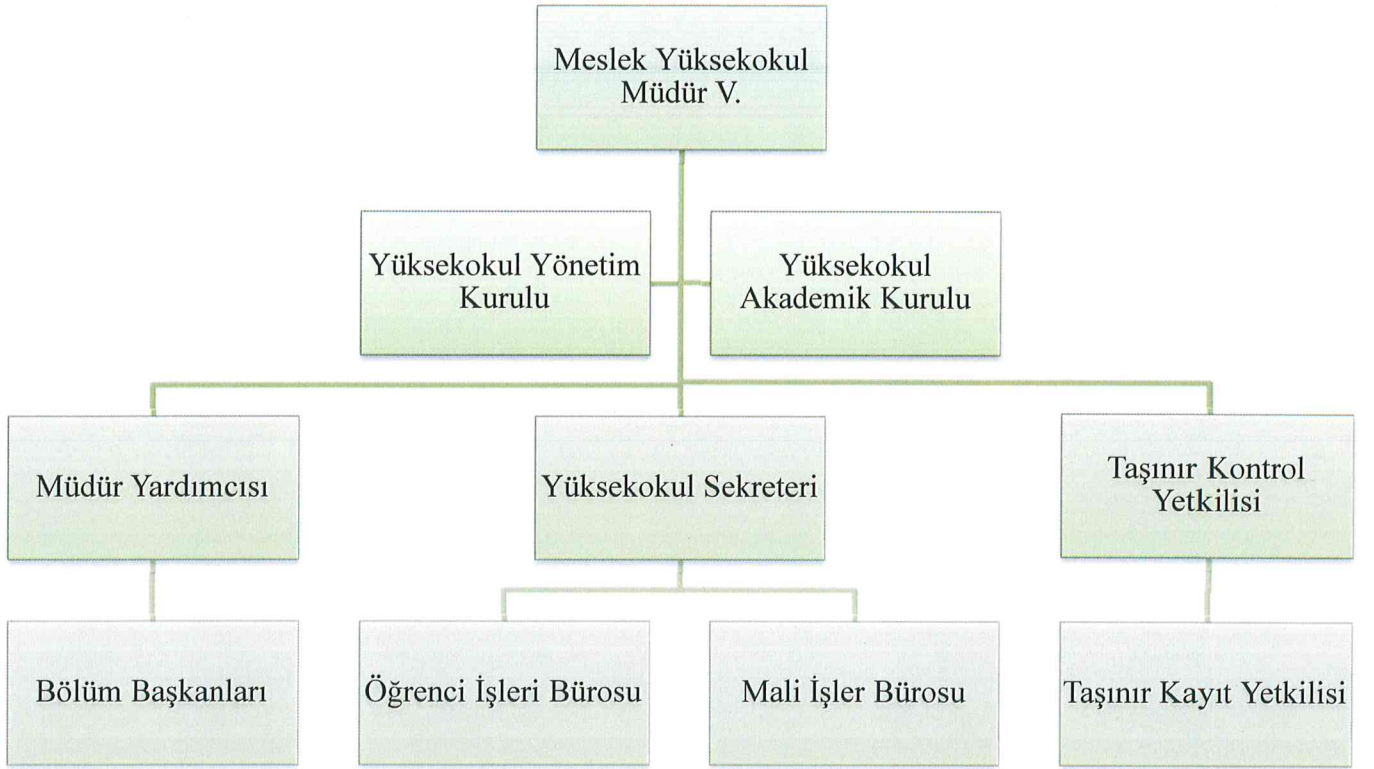 Meslek Yüksekokul
Müdür V.
Yüksekokul Yönetim
Kurulu
Yüksekokul
Akademik Kurulu
Müdür Yardımcısı
Yüksekokul Sekreteri
Taşınır Kontrol
Yetkilisi
Bölüm Başkanları
Öğrenci İşleri Bürosu
Mali İşler Bürosu
Taşınır Kayıt Yetkilisi